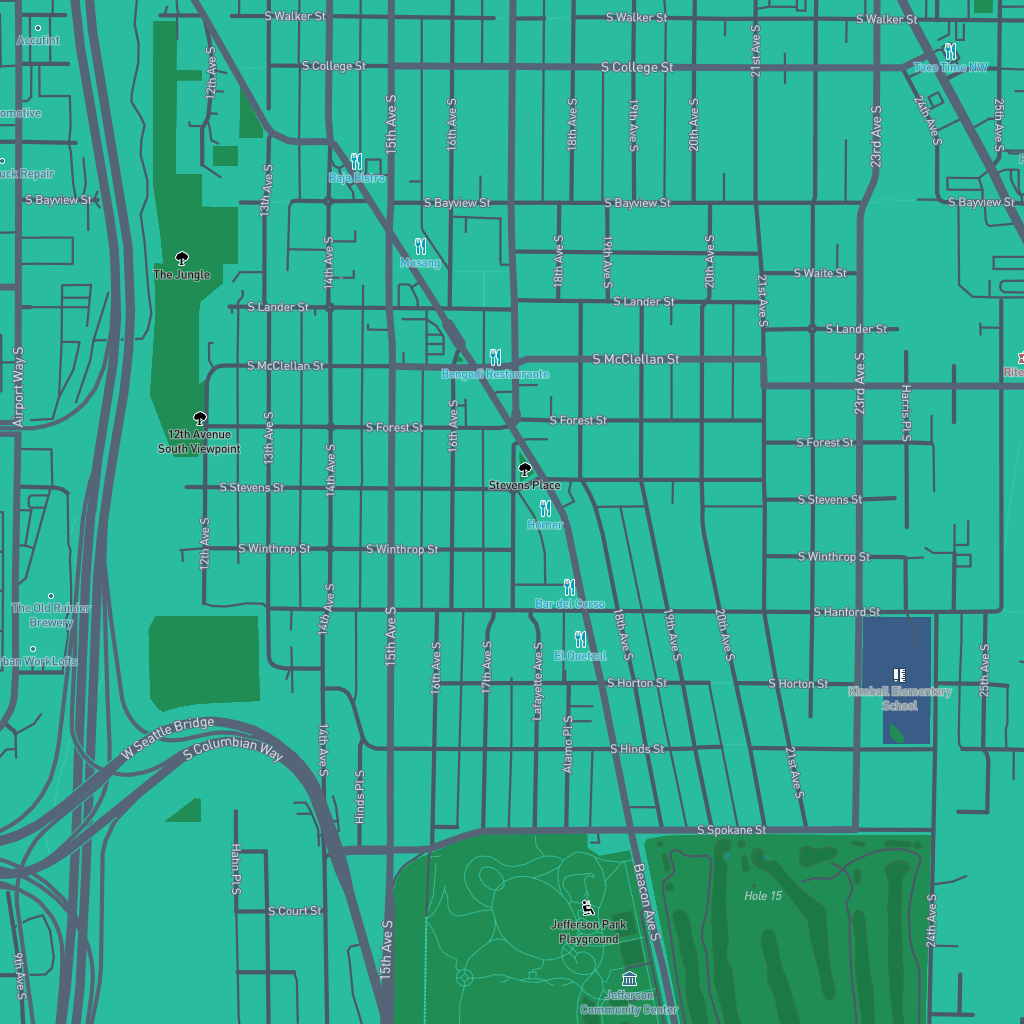 S Walker St
S Walker St
S Walker St
Accutint
12th Ave S
S College St
S College St
21st Ave S
Taco Time NW
omotive
15th Ave S
16th Ave S
18th Ave S
19th Ave S
20th Ave S
23rd Ave S
24th Ave S
25th Ave S
uck Repair
Baja Bistro
S Bayview St
13th Ave S
S Bayview St
S Bayview St
S Bayview St
The Jungle
14th Ave S
Musang
18th Ave S
19th Ave S
20th Ave S
S Waite St
21st Ave S
S Lander St
S Lander St
S Lander St
Airport Way S
S McClellan St
Bengodi Restaurante
S McClellan St
23rd Ave S
Rite
Harris Pl S
12th Avenue
South Viewpoint
13th Ave S
14th Ave S
S Forest St
16th Ave S
S Forest St
S Forest St
S Stevens St
Stevens Place
S Stevens St
Homer
12th Ave S
S Winthrop St
S Winthrop St
S Winthrop St
The Old Rainier
Brewery
14th Ave S
15th Ave S
Bar del Corso
S Hanford St
18th Ave S
19th Ave S
20th Ave S
El Quetzal
rban WorkLofts
16th Ave S
17th Ave S
Lafayette Ave S
S Horton St
S Horton St
Kimball Elementary
School
25th Ave S
W Seattle Bridge
S Columbian Way
14th Ave S
Alamo Pl S
S Hinds St
21st Ave S
Hinds Pl S
S Spokane St
Hahn Pl S
Beacon Ave S
Hole 15
S Court St
Jefferson Park
Playground
24th Ave S
15th Ave S
9th Ave S
Jefferson
Community Center